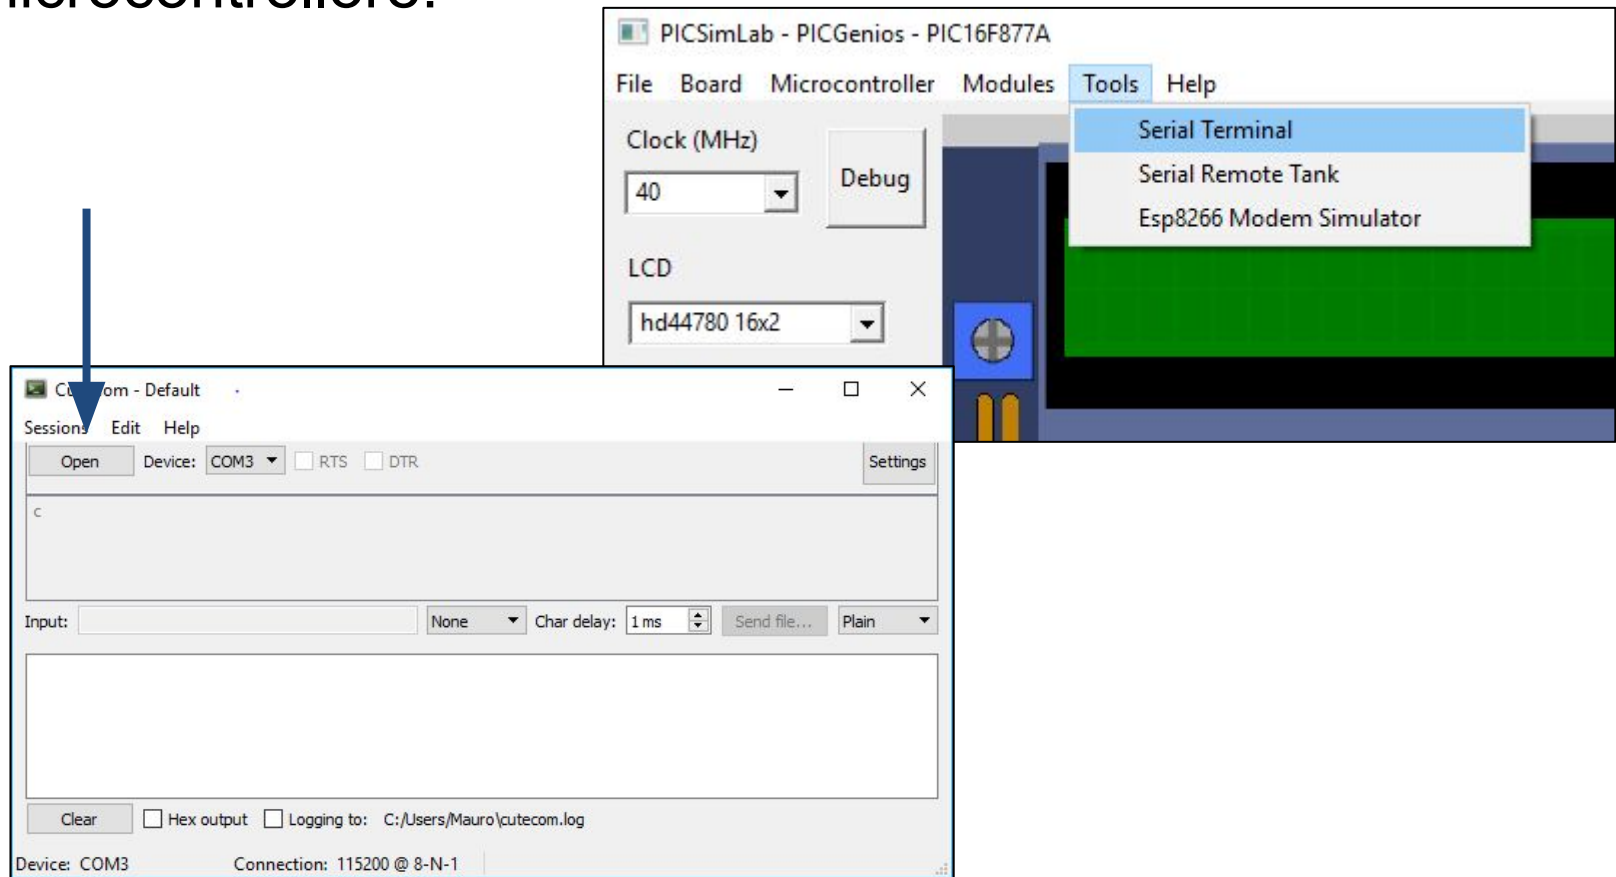 PICSimLab - PICGenios - PIC16F877A
File Board Microcontroller Modules Tools Help
Serial Terminal
Serial Remote Tank
Esp8266 Modem Simulator
Clock (MHz)
40
Debug
LCD
hd44780 16x2
- Default
Sessions Edit Help
Open Device: COM3 RTS DTR Settings
c
Input: None Char delay: 1 ms Send file... Plain
Clear Hex output Logging to: C:/Users/Mauro\cutecom.log
Device: COM3 Connection: 115200 @ 8-N-1